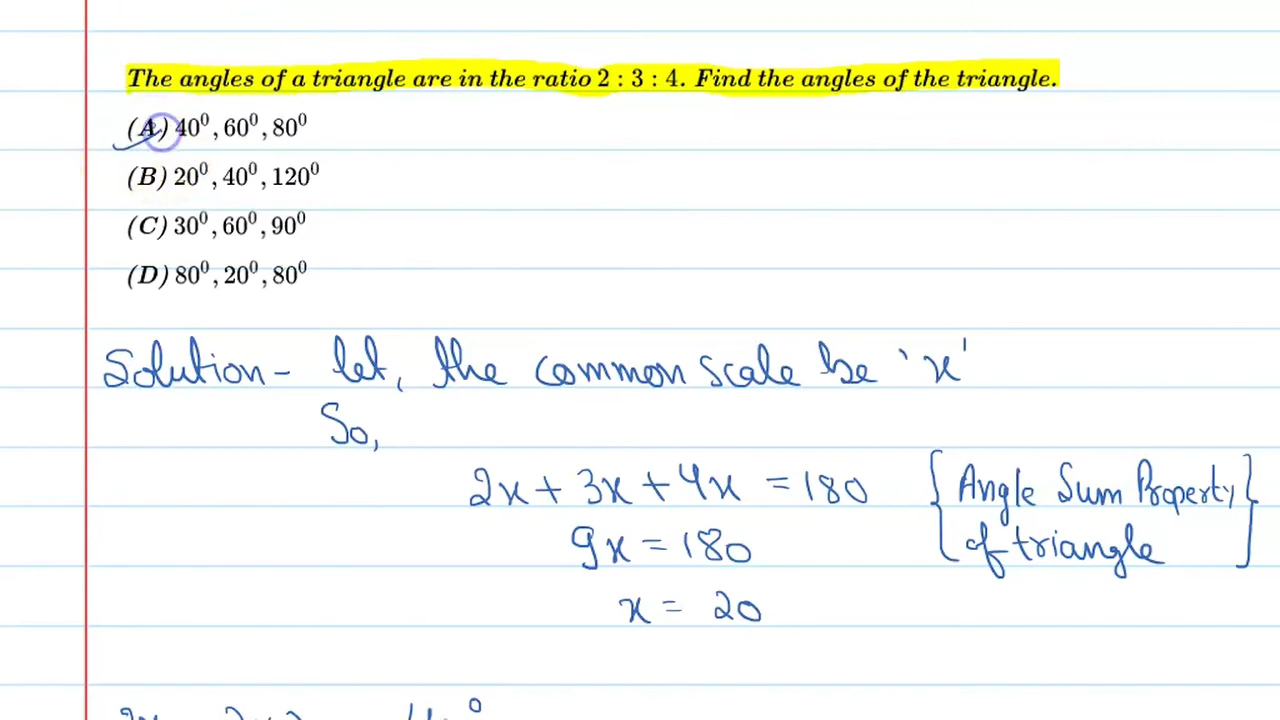 The angles of a triangle are in the ratio 2 : 3 : 4. Find the angles of the triangle.
(A) 40⁰, 60⁰, 80⁰
(B) 20⁰, 40⁰, 120⁰
(C) 30⁰, 60⁰, 90⁰
(D) 80⁰, 20⁰, 80⁰
Solution - let, the common scale be 'x'
So,
2x + 3x + 4x = 180 { Angle Sum Property
of triangle }
9x = 180
x = 20